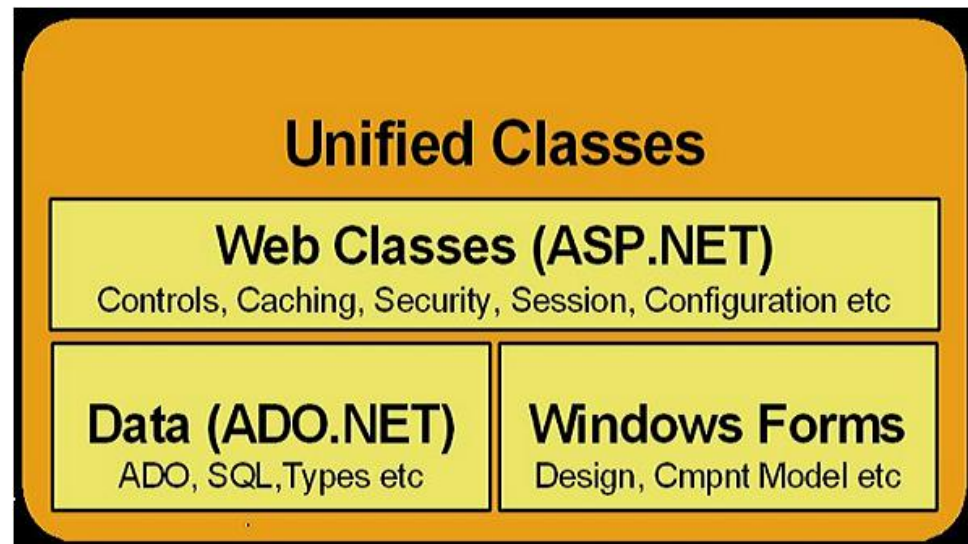 Unified Classes
Web Classes (ASP.NET)
Controls, Caching, Security, Session, Configuration etc
Data (ADO.NET)
ADO, SQL,Types etc
Windows Forms
Design, Cmpnt Model etc